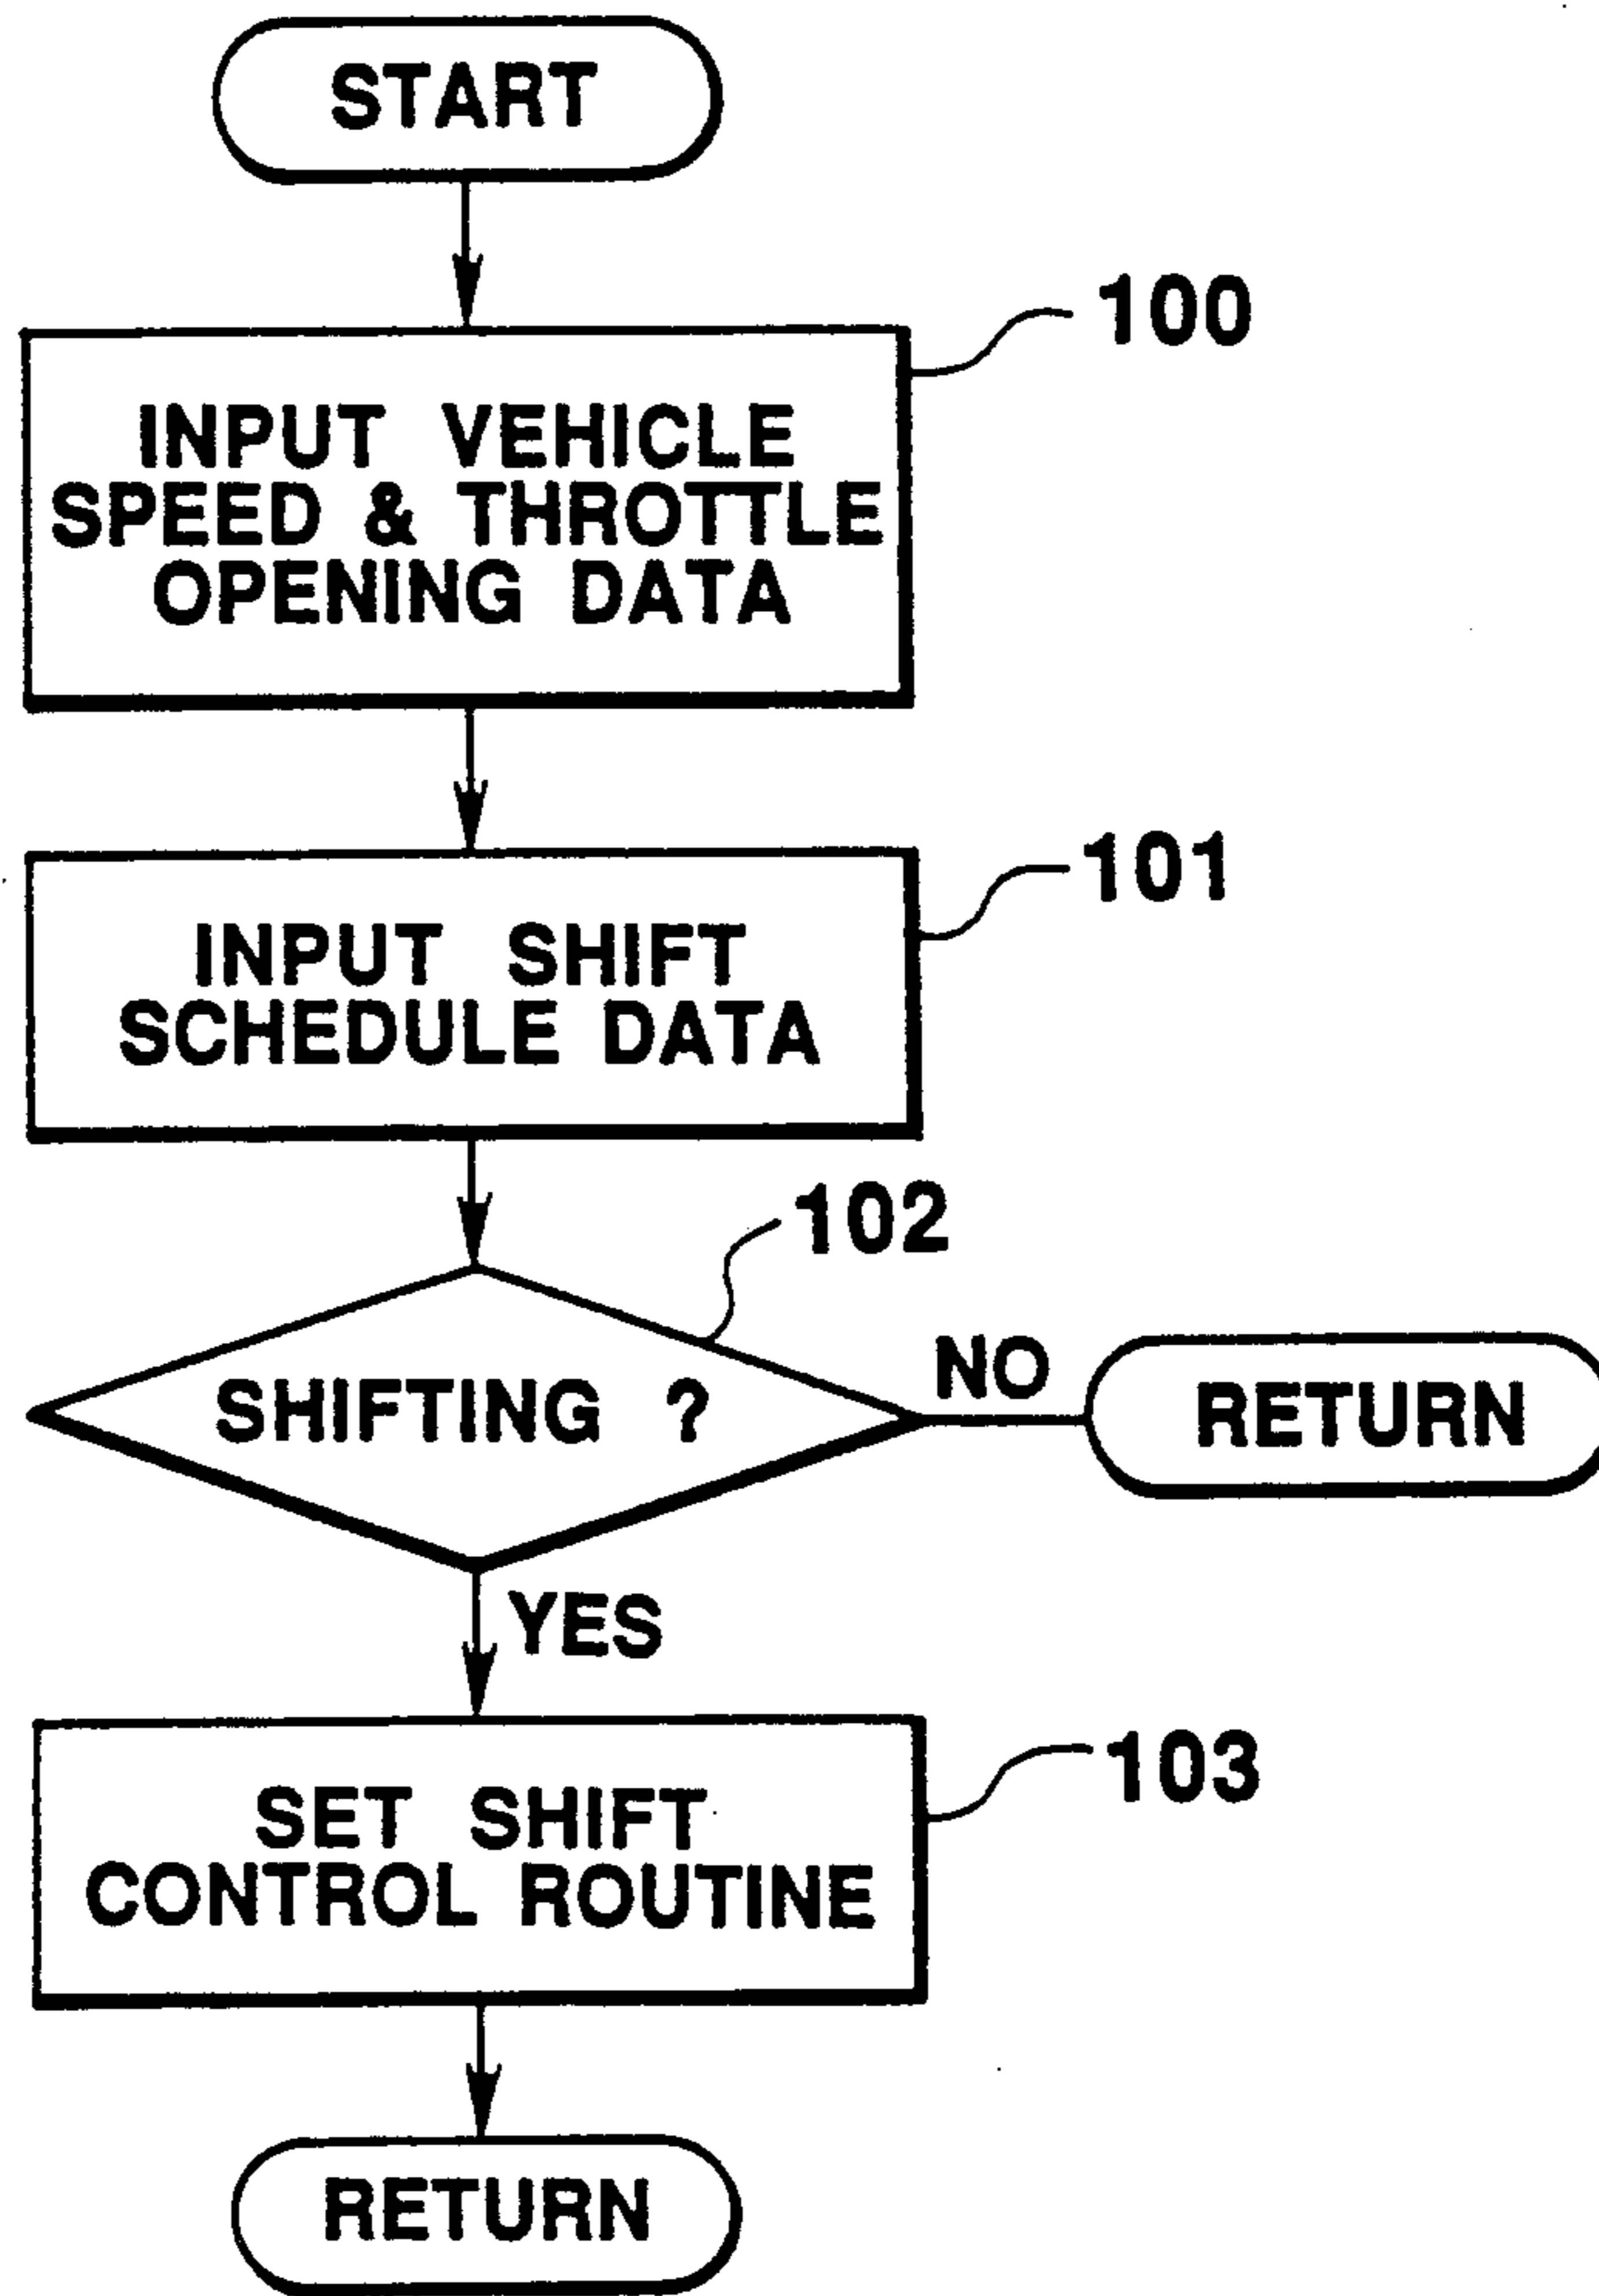 START
100
INPUT VEHICLE
SPEED & THROTTLE
OPENING DATA
101
INPUT SHIFT
SCHEDULE DATA
102
SHIFTING ?
NO
RETURN
YES
103
SET SHIFT
CONTROL ROUTINE
RETURN